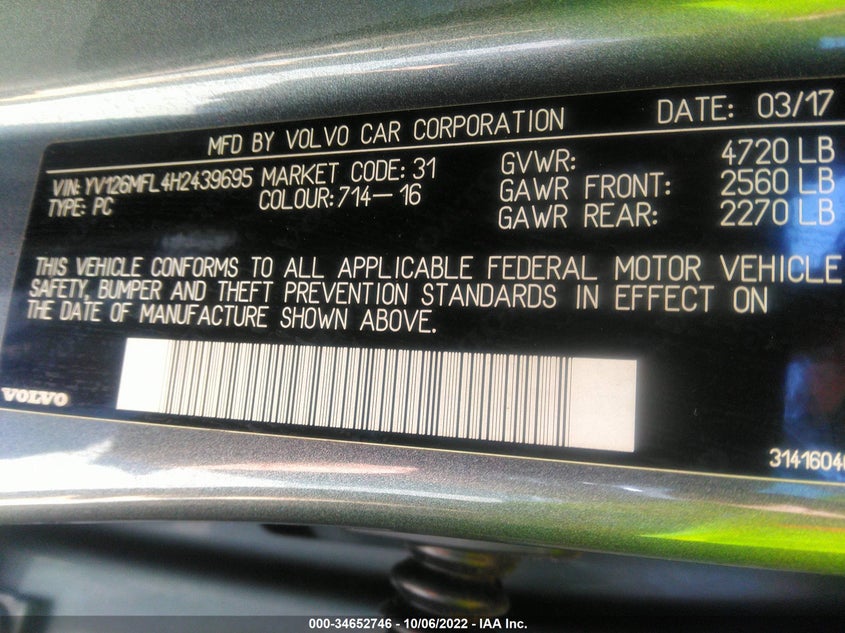 MFD BY VOLVO CAR CORPORATION DATE: 03/17
VIN: YV126MFL4H2439695 MARKET CODE: 31 GVWR: 4720 LB
TYPE: PC COLOUR: 714-16 GAWR FRONT: 2560 LB
GAWR REAR: 2270 LB
THIS VEHICLE CONFORMS TO ALL APPLICABLE FEDERAL MOTOR VEHICLE
SAFETY, BUMPER AND THEFT PREVENTION STANDARDS IN EFFECT ON
THE DATE OF MANUFACTURE SHOWN ABOVE.
VOLVO
000-34652746 - 10/06/2022 - IAA Inc.